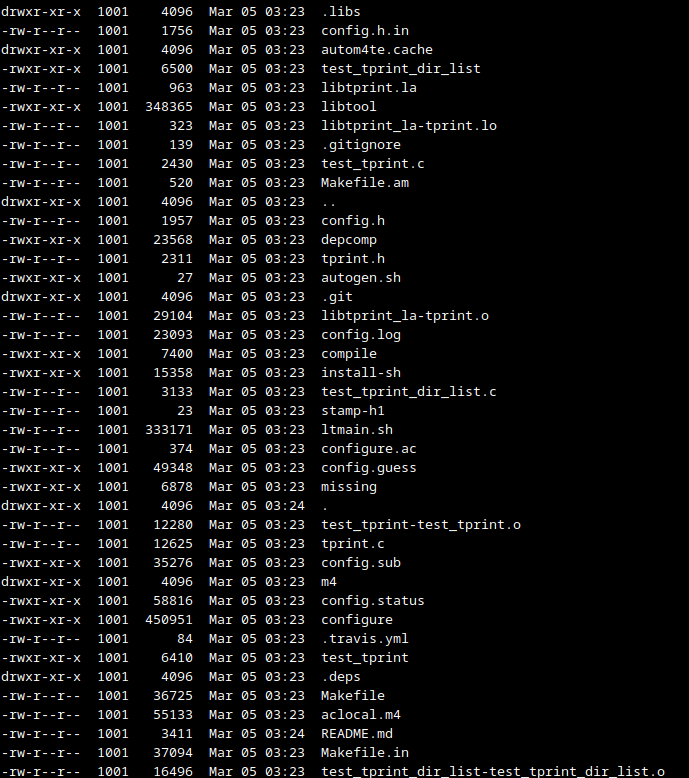 drwxr-xr-x  1001    4096  Mar 05 03:23  .libs
-rw-r--r--  1001    1756  Mar 05 03:23  config.h.in
drwxr-xr-x  1001    4096  Mar 05 03:23  autom4te.cache
-rwxr-xr-x  1001    6500  Mar 05 03:23  test_tprint_dir_list
-rw-r--r--  1001     963  Mar 05 03:23  libtprint.la
-rwxr-xr-x  1001  348365  Mar 05 03:23  libtool
-rw-r--r--  1001     323  Mar 05 03:23  libtprint_la-tprint.lo
-rw-r--r--  1001     139  Mar 05 03:23  .gitignore
-rw-r--r--  1001    2430  Mar 05 03:23  test_tprint.c
-rw-r--r--  1001     520  Mar 05 03:23  Makefile.am
drwxr-xr-x  1001    4096  Mar 05 03:23  ..
-rw-r--r--  1001    1957  Mar 05 03:23  config.h
-rwxr-xr-x  1001   23568  Mar 05 03:23  depcomp
-rw-r--r--  1001    2311  Mar 05 03:23  tprint.h
-rwxr-xr-x  1001      27  Mar 05 03:23  autogen.sh
drwxr-xr-x  1001    4096  Mar 05 03:23  .git
-rw-r--r--  1001   29104  Mar 05 03:23  libtprint_la-tprint.o
-rw-r--r--  1001   23093  Mar 05 03:23  config.log
-rwxr-xr-x  1001    7400  Mar 05 03:23  compile
-rwxr-xr-x  1001   15358  Mar 05 03:23  install-sh
-rw-r--r--  1001    3133  Mar 05 03:23  test_tprint_dir_list.c
-rw-r--r--  1001      23  Mar 05 03:23  stamp-h1
-rw-r--r--  1001  333171  Mar 05 03:23  ltmain.sh
-rw-r--r--  1001     374  Mar 05 03:23  configure.ac
-rwxr-xr-x  1001   49348  Mar 05 03:23  config.guess
-rwxr-xr-x  1001    6878  Mar 05 03:23  missing
drwxr-xr-x  1001    4096  Mar 05 03:24  .
-rw-r--r--  1001   12280  Mar 05 03:23  test_tprint-test_tprint.o
-rw-r--r--  1001   12625  Mar 05 03:23  tprint.c
-rwxr-xr-x  1001   35276  Mar 05 03:23  config.sub
drwxr-xr-x  1001    4096  Mar 05 03:23  m4
-rwxr-xr-x  1001   58816  Mar 05 03:23  config.status
-rwxr-xr-x  1001  450951  Mar 05 03:23  configure
-rw-r--r--  1001      84  Mar 05 03:23  .travis.yml
-rwxr-xr-x  1001    6410  Mar 05 03:23  test_tprint
drwxr-xr-x  1001    4096  Mar 05 03:23  .deps
-rw-r--r--  1001   36725  Mar 05 03:23  Makefile
-rw-r--r--  1001   55133  Mar 05 03:23  aclocal.m4
-rw-r--r--  1001    3411  Mar 05 03:24  README.md
-rw-r--r--  1001   37094  Mar 05 03:23  Makefile.in
-rw-r--r--  1001   16496  Mar 05 03:23  test_tprint_dir_list-test_tprint_dir_list.o